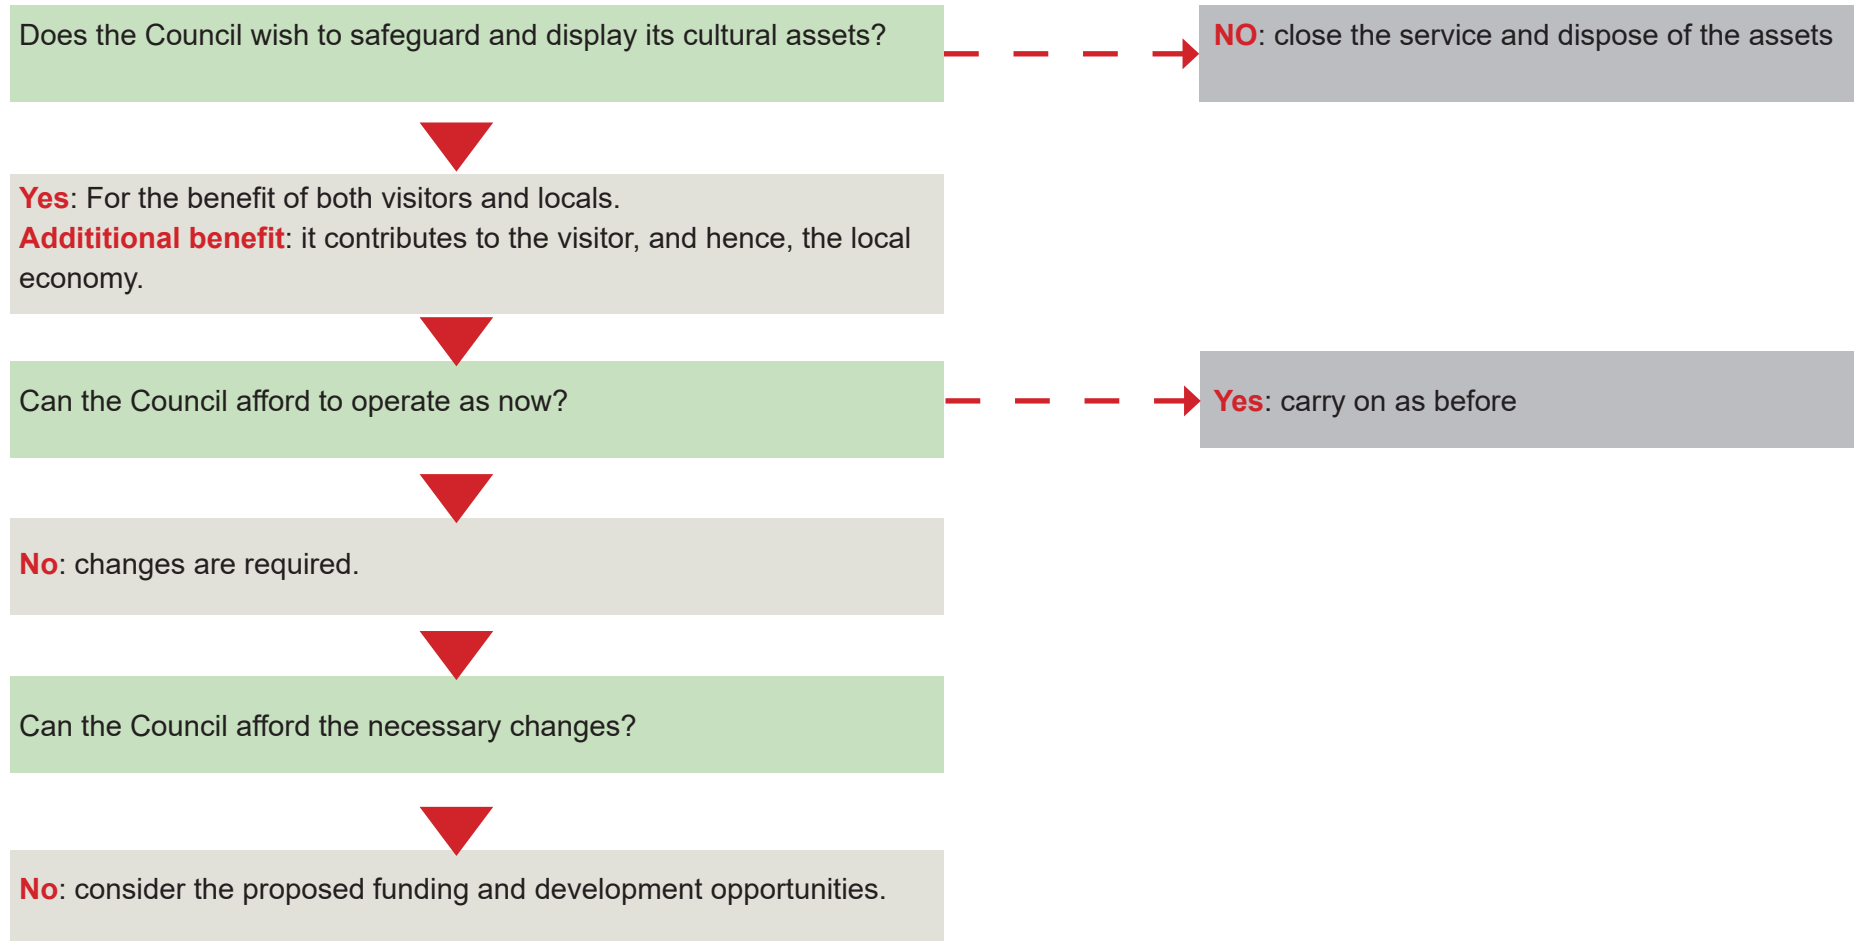 Does the Council wish to safeguard and display its cultural assets?
NO: close the service and dispose of the assets
Yes: For the benefit of both visitors and locals.
Addititional benefit: it contributes to the visitor, and hence, the local
economy.
Can the Council afford to operate as now?
Yes: carry on as before
No: changes are required.
Can the Council afford the necessary changes?
No: consider the proposed funding and development opportunities.